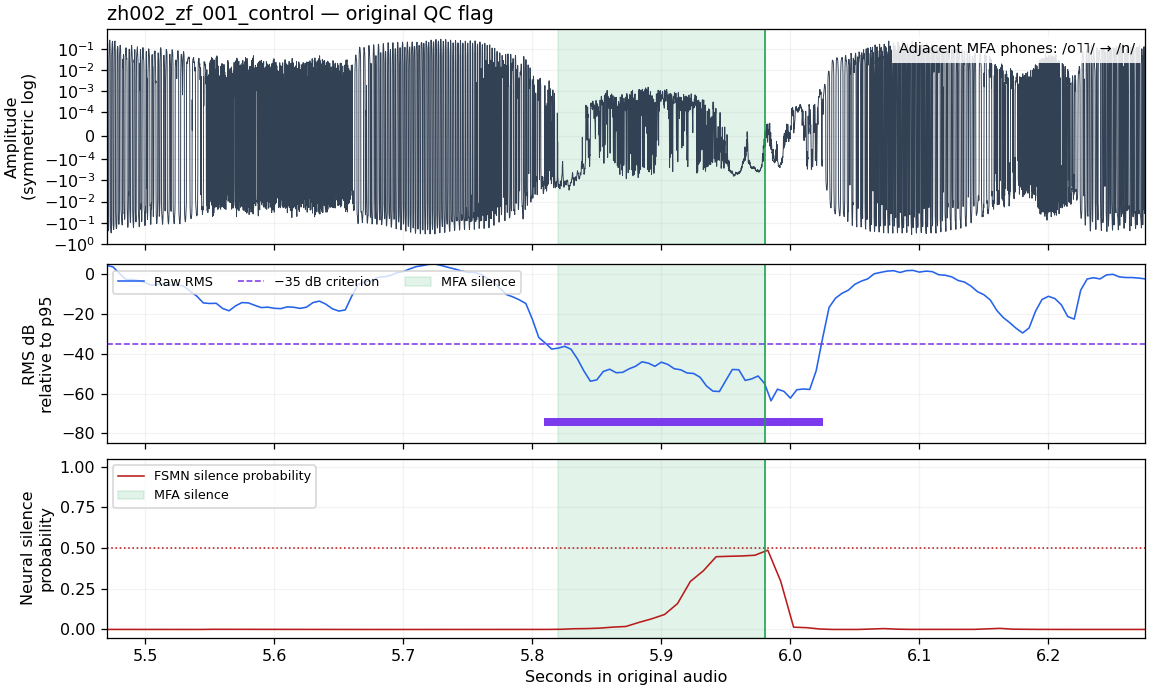 zh002_zf_001_control — original QC flag
Amplitude
(symmetric log)
10⁻¹
10⁻²
10⁻³
10⁻⁴
0
−10⁻⁴
−10⁻³
−10⁻²
−10⁻¹
−10⁰
Adjacent MFA phones: /o˥˥/ → /n/
RMS dB
relative to p95
0
−20
−40
−60
−80
Raw RMS
−35 dB criterion
MFA silence
Neural silence
probability
1.00
0.75
0.50
0.25
0.00
FSMN silence probability
MFA silence
5.5
5.6
5.7
5.8
5.9
6.0
6.1
6.2
Seconds in original audio